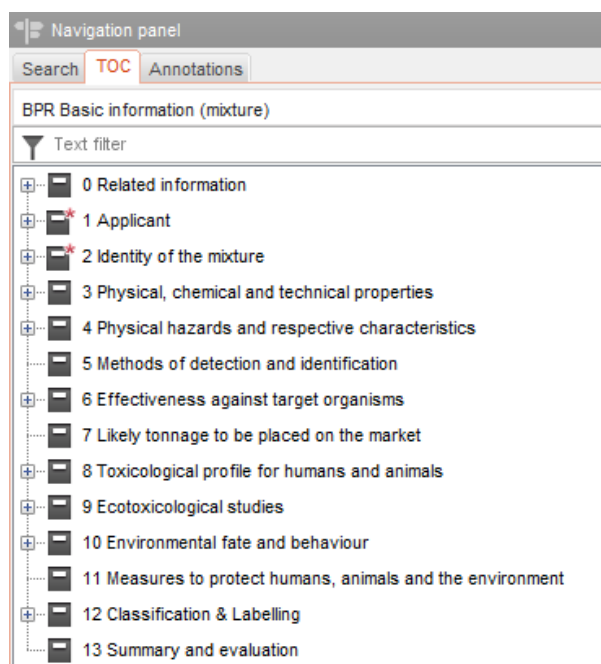 Navigation panel
Search TOC Annotations
BPR Basic information (mixture)
Text filter
0 Related information
* 1 Applicant
* 2 Identity of the mixture
3 Physical, chemical and technical properties
4 Physical hazards and respective characteristics
5 Methods of detection and identification
6 Effectiveness against target organisms
7 Likely tonnage to be placed on the market
8 Toxicological profile for humans and animals
9 Ecotoxicological studies
10 Environmental fate and behaviour
11 Measures to protect humans, animals and the environment
12 Classification & Labelling
13 Summary and evaluation